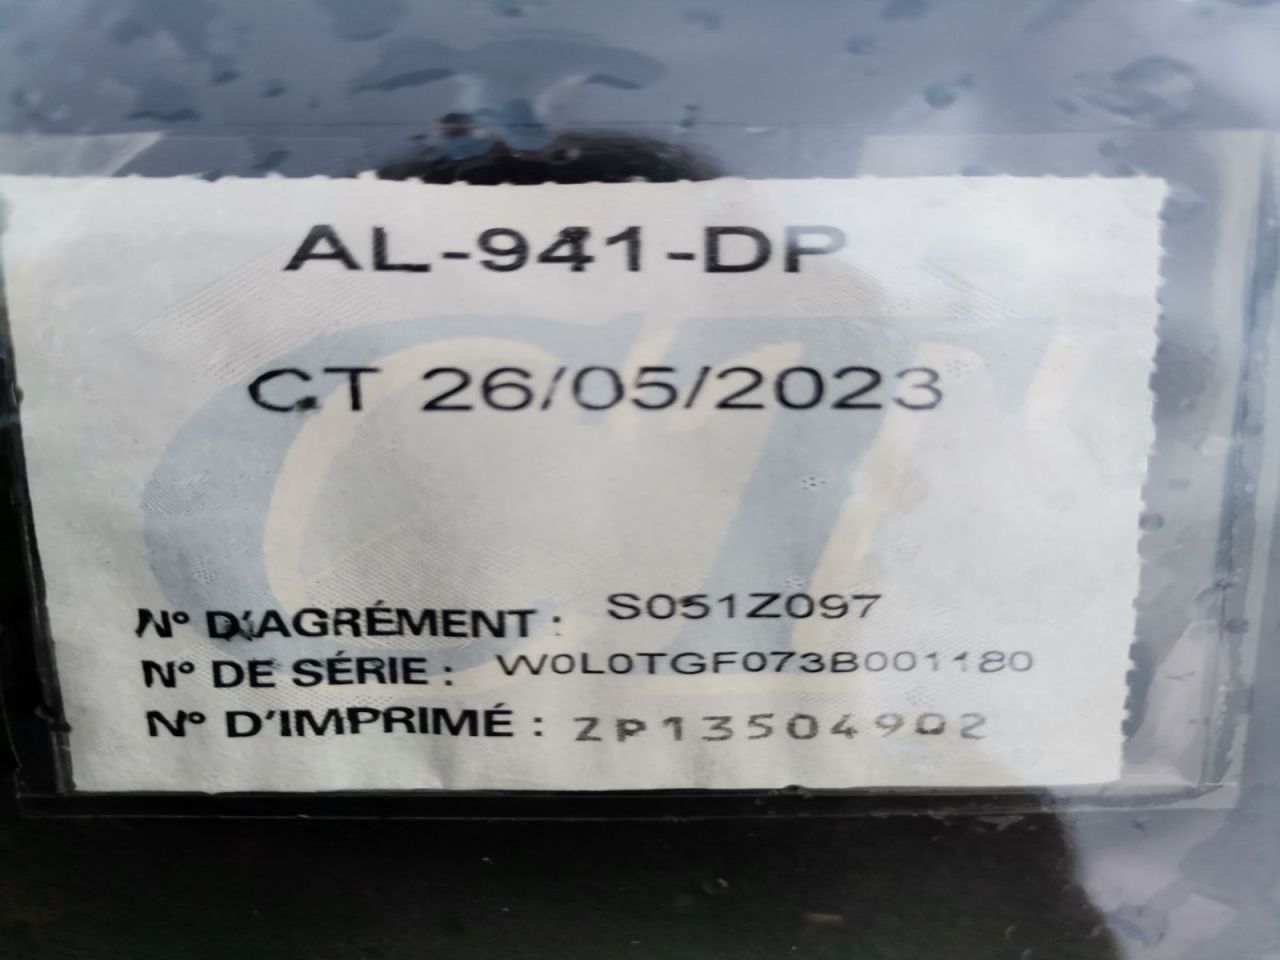 AL-941-DP
CT 26/05/2023
N° D'AGRÉMENT : S051Z097
N° DE SÉRIE : W0L0TGF073B001180
N° D'IMPRIMÉ : ZP13504902